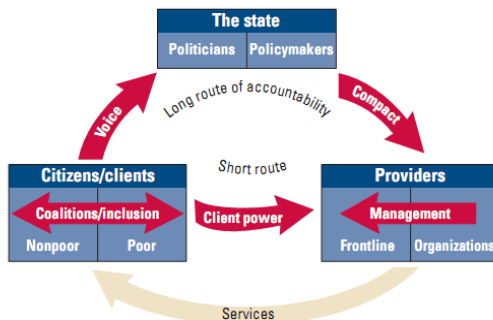 The state
Politicians Policymakers
Long route of accountability
Voice
Compact
Short route
Citizens/clients
Providers
Coalitions/inclusion
Client power
Management
Nonpoor Poor
Frontline Organizations
Services